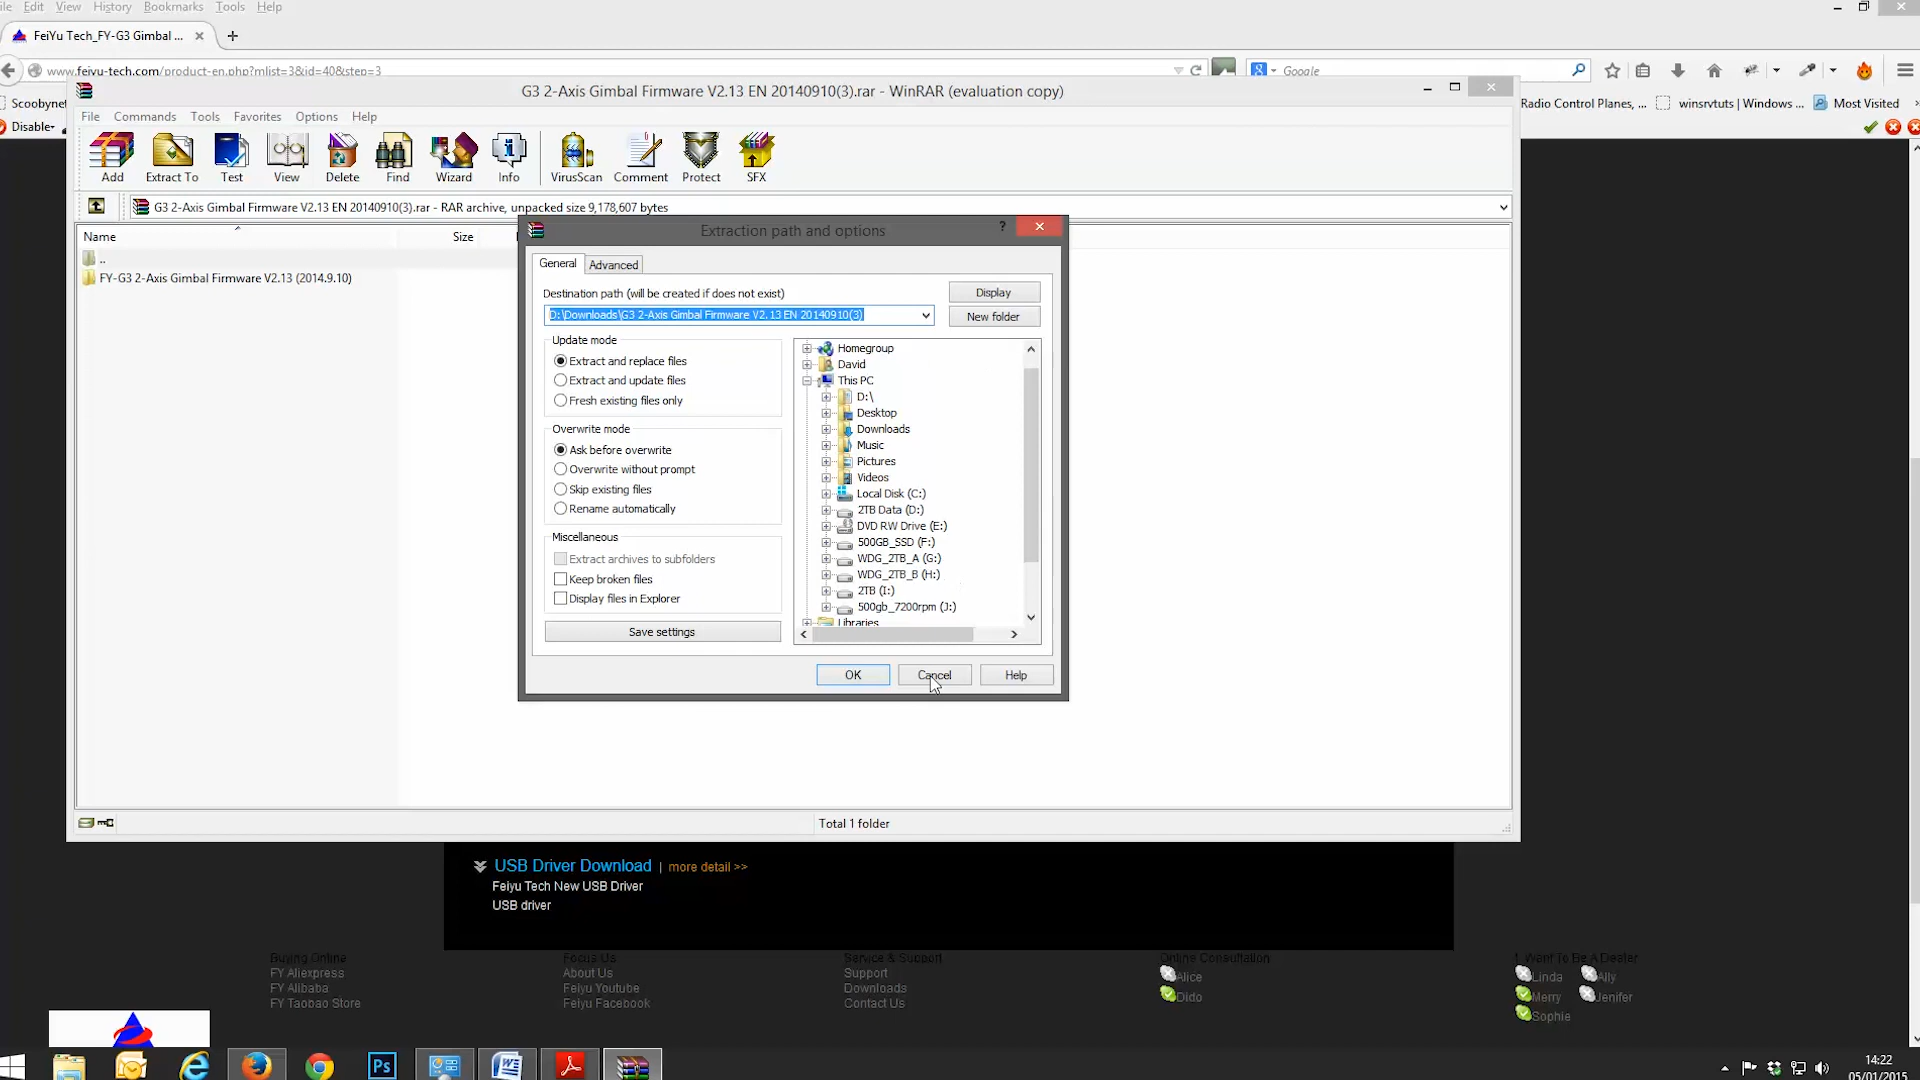 ile Edit View History Bookmarks Tools Help
FeiYu Tech_FY-G3 Gimbal ...
www.feiyu-tech.com/product-en.php?mlist=3&id=40&step=3
Google
Scoobynet
Radio Control Planes, ... winsrvtuts | Windows ... Most Visited
Disable
G3 2-Axis Gimbal Firmware V2.13 EN 20140910(3).rar - WinRAR (evaluation copy)
File Commands Tools Favorites Options Help
Add Extract To Test View Delete Find Wizard Info VirusScan Comment Protect SFX
G3 2-Axis Gimbal Firmware V2.13 EN 20140910(3).rar - RAR archive, unpacked size 9,178,607 bytes
Name Size
..
FY-G3 2-Axis Gimbal Firmware V2.13 (2014.9.10)
Extraction path and options
?
General Advanced
Destination path (will be created if does not exist)
Display
D:\Downloads\G3 2-Axis Gimbal Firmware V2.13 EN 20140910(3)
New folder
Update mode
Extract and replace files
Extract and update files
Fresh existing files only
Overwrite mode
Ask before overwrite
Overwrite without prompt
Skip existing files
Rename automatically
Miscellaneous
Extract archives to subfolders
Keep broken files
Display files in Explorer
Save settings
Homegroup
David
This PC
D:\
Desktop
Downloads
Music
Pictures
Videos
Local Disk (C:)
2TB Data (D:)
DVD RW Drive (E:)
500GB_SSD (F:)
WDG_2TB_A (G:)
WDG_2TB_B (H:)
2TB (I:)
500gb_7200rpm (J:)
Libraries
OK Cancel Help
Total 1 folder
USB Driver Download | more detail >>
Feiyu Tech New USB Driver
USB driver
Buying Online
FY Aliexpress
FY Alibaba
FY Taobao Store
Focus Us
About Us
Feiyu Youtube
Feiyu Facebook
Service & Support
Support
Downloads
Contact Us
Online Consultation
Alice
Dido
I Want To Be A Dealer
Linda Ally
Merry Jenifer
Sophie
Ps
14:22
05/01/2015